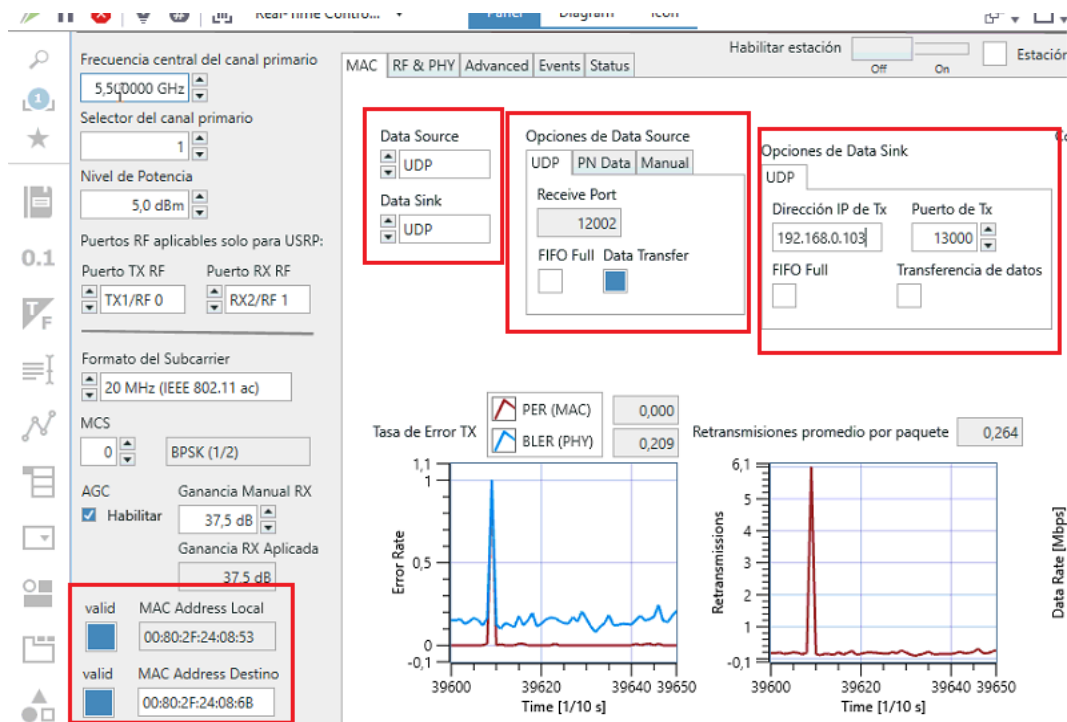 Real-Time Contro...
Panel
Diagram
Icon
Frecuencia central del canal primario
5,500000 GHz
Selector del canal primario
1
Nivel de Potencia
5,0 dBm
Puertos RF aplicables solo para USRP:
Puerto TX RF
Puerto RX RF
TX1/RF 0
RX2/RF 1
Formato del Subcarrier
20 MHz (IEEE 802.11 ac)
MCS
0
BPSK (1/2)
AGC
Habilitar
Ganancia Manual RX
37,5 dB
Ganancia RX Aplicada
37,5 dB
valid
MAC Address Local
00:80:2F:24:08:53
valid
MAC Address Destino
00:80:2F:24:08:6B
1
0.1
T
F
MAC
RF & PHY
Advanced
Events
Status
Habilitar estación
Off
On
Estación
Data Source
UDP
Data Sink
UDP
Opciones de Data Source
UDP
PN Data
Manual
Receive Port
12002
FIFO Full
Data Transfer
Opciones de Data Sink
UDP
Dirección IP de Tx
Puerto de Tx
192.168.0.103
13000
FIFO Full
Transferencia de datos
Tasa de Error TX
PER (MAC)
0,000
BLER (PHY)
0,209
Error Rate
1,1
1
0,5
0
-0,1
39600
39620
39640
39650
Time [1/10 s]
Retransmisiones promedio por paquete
0,264
Retransmissions
6,1
5
4
3
2
1
-0,1
39600
39620
39640
39650
Time [1/10 s]
Data Rate [Mbps]